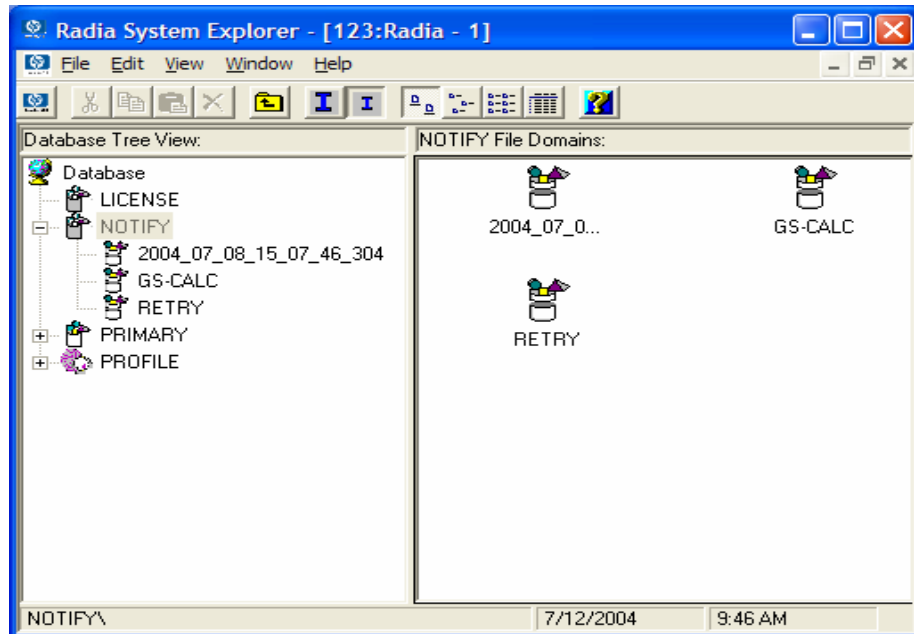 Radia System Explorer - [123:Radia - 1]
File Edit View Window Help
Database Tree View:
NOTIFY File Domains:
Database
LICENSE
NOTIFY
2004_07_08_15_07_46_304
GS-CALC
RETRY
PRIMARY
PROFILE
2004_07_0...
GS-CALC
RETRY
NOTIFY\
7/12/2004
9:46 AM